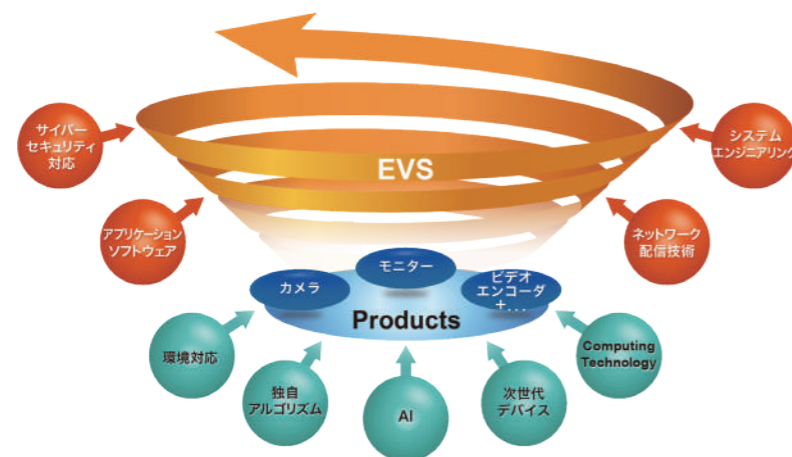 サイバー
セキュリティ
対応
システム
エンジニアリング
EVS
アプリケーション
ソフトウェア
ネットワーク
配信技術
モニター
カメラ
ビデオ
エンコーダ
+...
Products
環境対応
Computing
Technology
独自
アルゴリズム
AI
次世代
デバイス